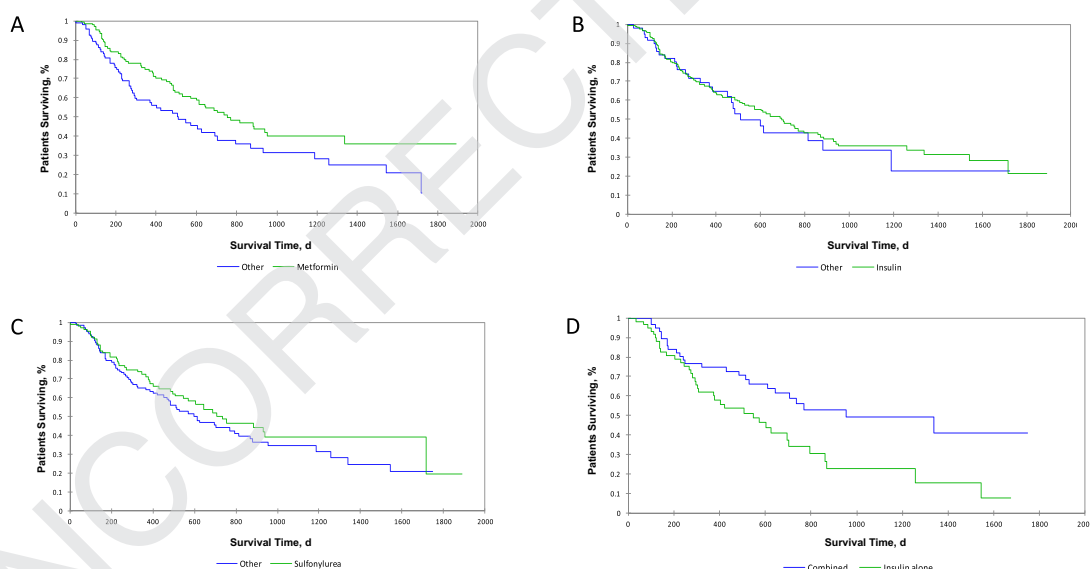 A
Patients Surviving, %
1
0.9
0.8
0.7
0.6
0.5
0.4
0.3
0.2
0.1
0
0 200 400 600 800 1000 1200 1400 1600 1800 2000
Survival Time, d
Other Metformin
B
Patients Surviving, %
1
0.9
0.8
0.7
0.6
0.5
0.4
0.3
0.2
0.1
0
0 200 400 600 800 1000 1200 1400 1600 1800
Survival Time, d
Other Insulin
C
Patients Surviving, %
1
0.9
0.8
0.7
0.6
0.5
0.4
0.3
0.2
0.1
0
0 200 400 600 800 1000 1200 1400 1600 1800 2000
Survival Time, d
Other Sulfonylurea
D
Patients Surviving, %
1
0.9
0.8
0.7
0.6
0.5
0.4
0.3
0.2
0.1
0
0 200 400 600 800 1000 1200 1400 1600 1800
Survival Time, d
Combined Insulin alone
NCORRECT